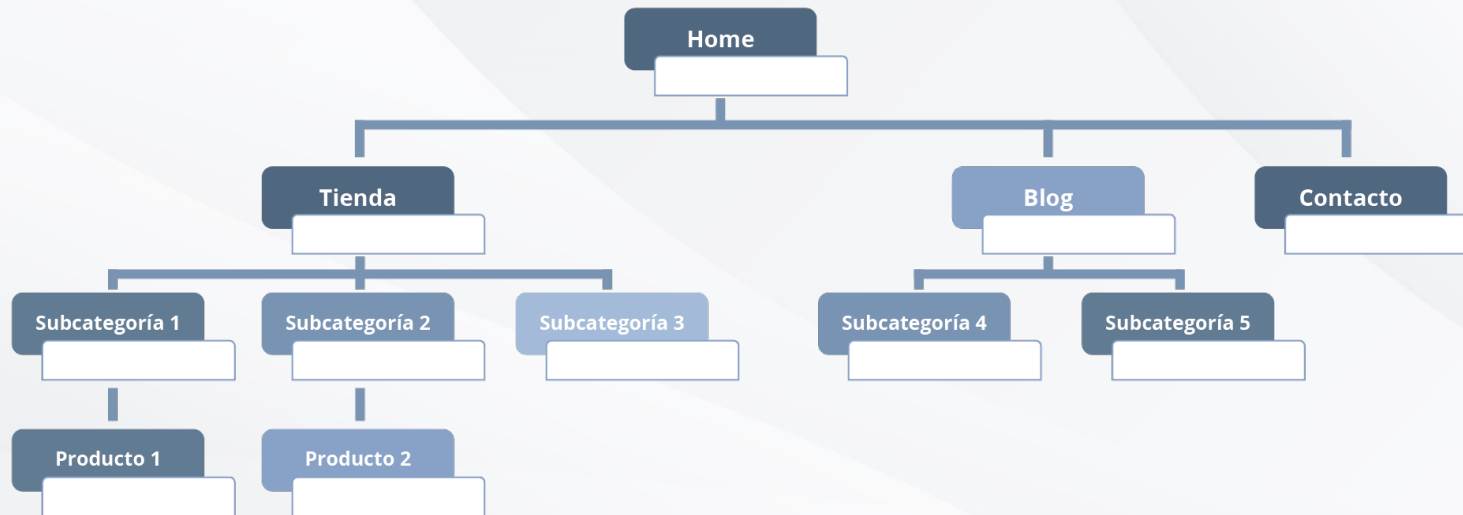 Home
Tienda
Blog
Contacto
Subcategoría 1
Subcategoría 2
Subcategoría 3
Subcategoría 4
Subcategoría 5
Producto 1
Producto 2